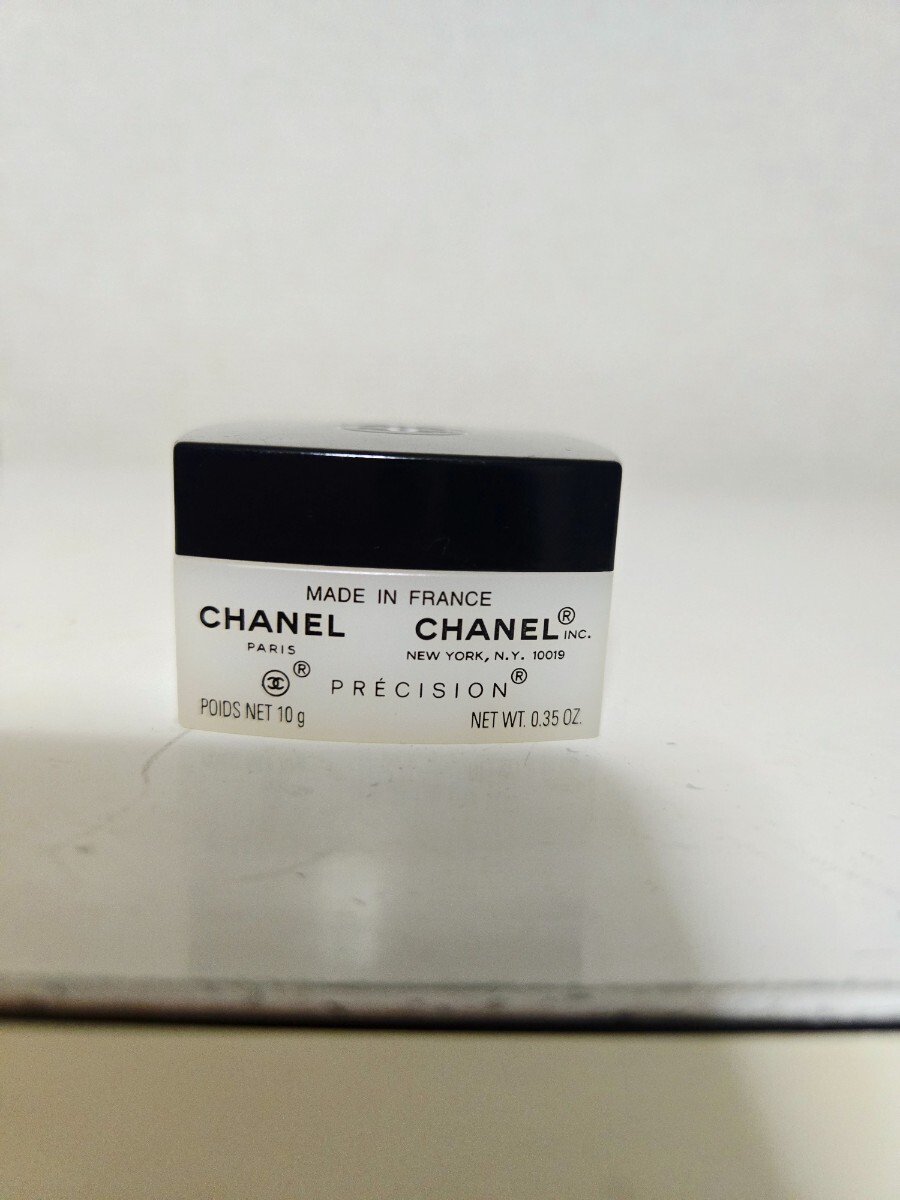 MADE IN FRANCE
CHANEL CHANEL® INC.
PARIS NEW YORK, N.Y. 10019
® PRÉCISION®
POIDS NET 10 g NET WT. 0.35 OZ.